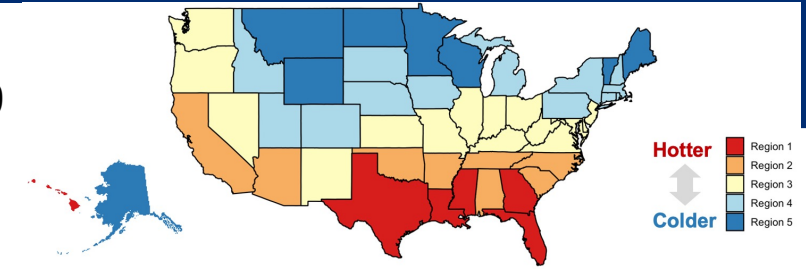 )
Hotter
Colder
Region 1
Region 2
Region 3
Region 4
Region 5